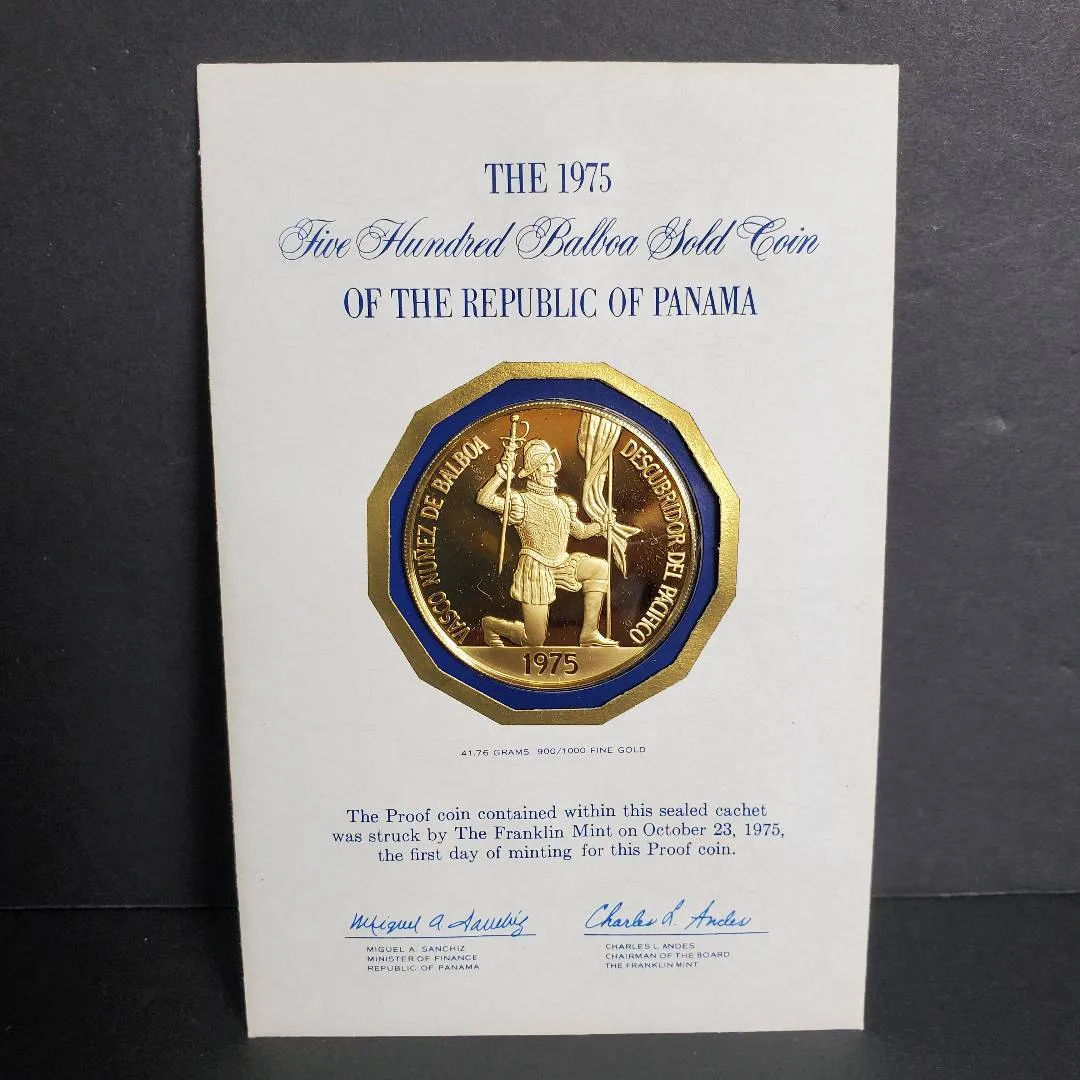 THE 1975
Five Hundred Balboa Gold Coin
OF THE REPUBLIC OF PANAMA
VASCO NUÑEZ DE BALBOA
DESCUBRIDOR DEL PACIFICO
1975
41.76 GRAMS 900/1000 FINE GOLD
The Proof coin contained within this sealed cachet
was struck by The Franklin Mint on October 23, 1975,
the first day of minting for this Proof coin.
Miguel A. Sanchiz
Charles L. Andes
MIGUEL A. SANCHIZ
MINISTER OF FINANCE
REPUBLIC OF PANAMA
CHARLES L. ANDES
CHAIRMAN OF THE BOARD
THE FRANKLIN MINT